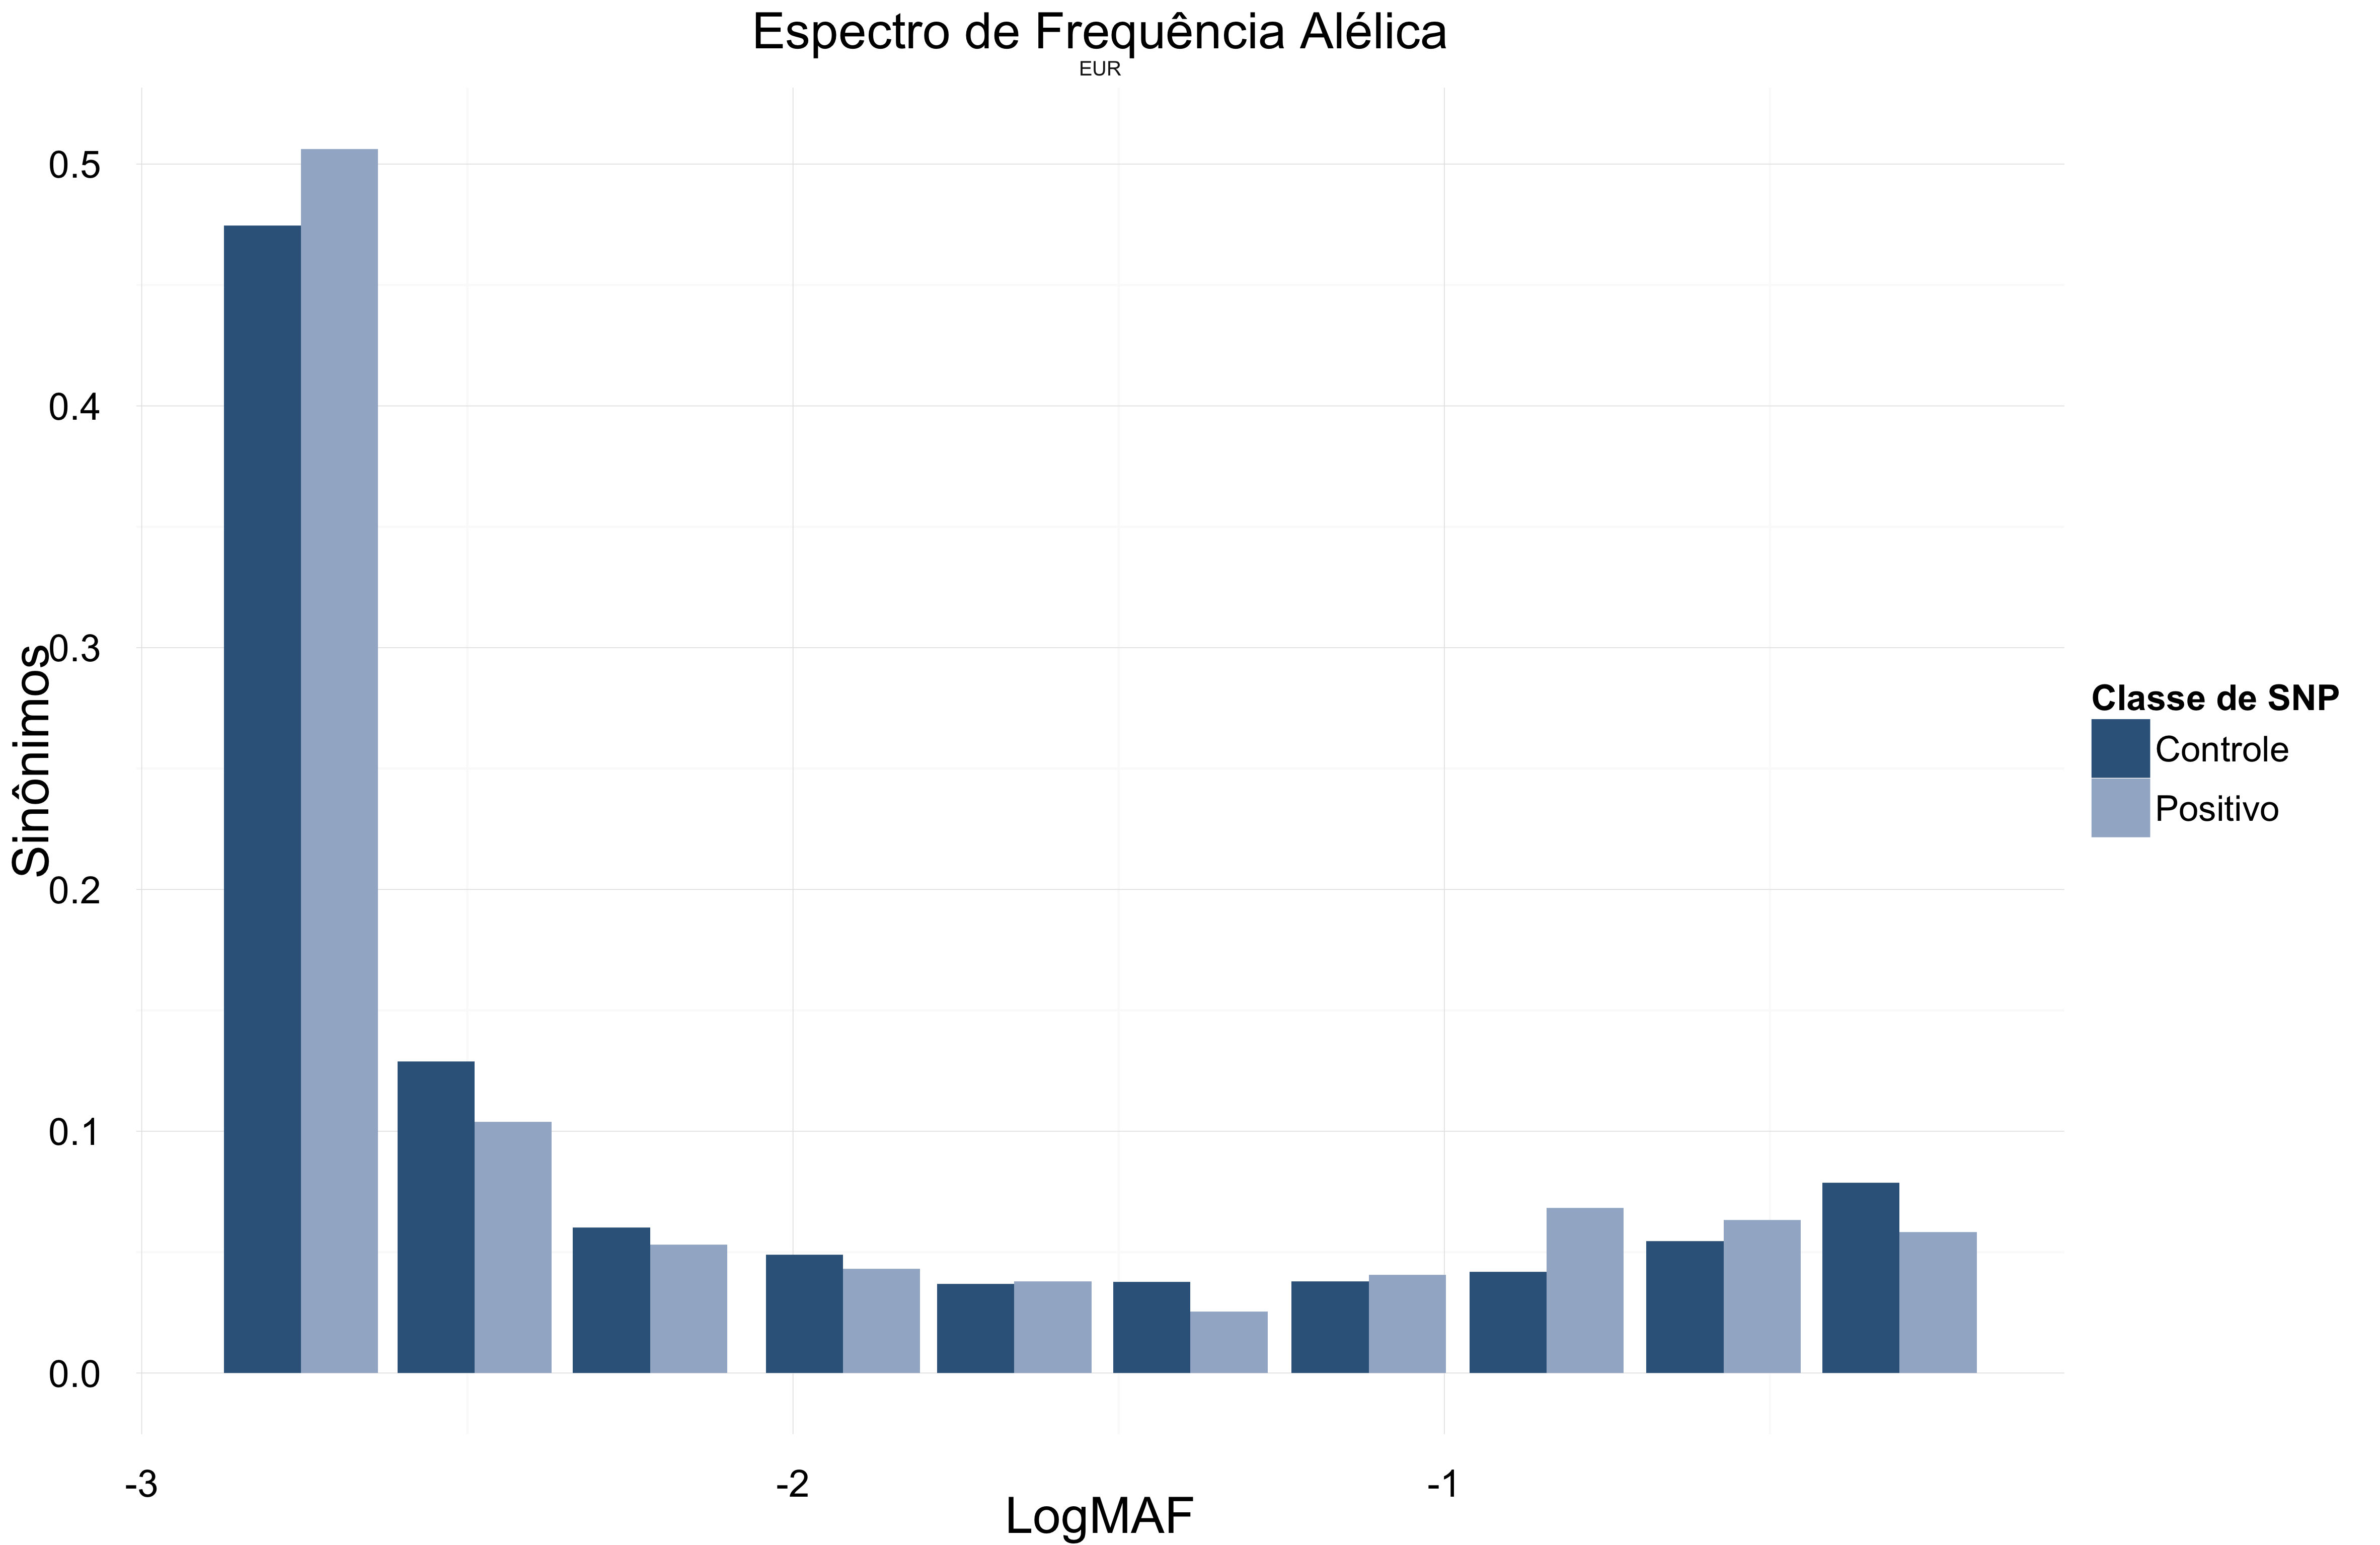 Espectro de Frequência Alélica
EUR
0.5
0.4
0.3
0.2
0.1
0.0
Sinônimos
-3
-2
-1
LogMAF
Classe de SNP
Controle
Positivo